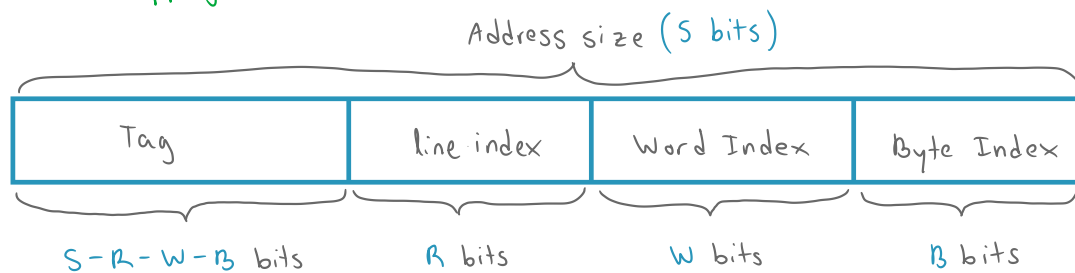 Address size (S bits)
Tag
line index
Word Index
Byte Index
S-R-W-B bits
R bits
W bits
B bits